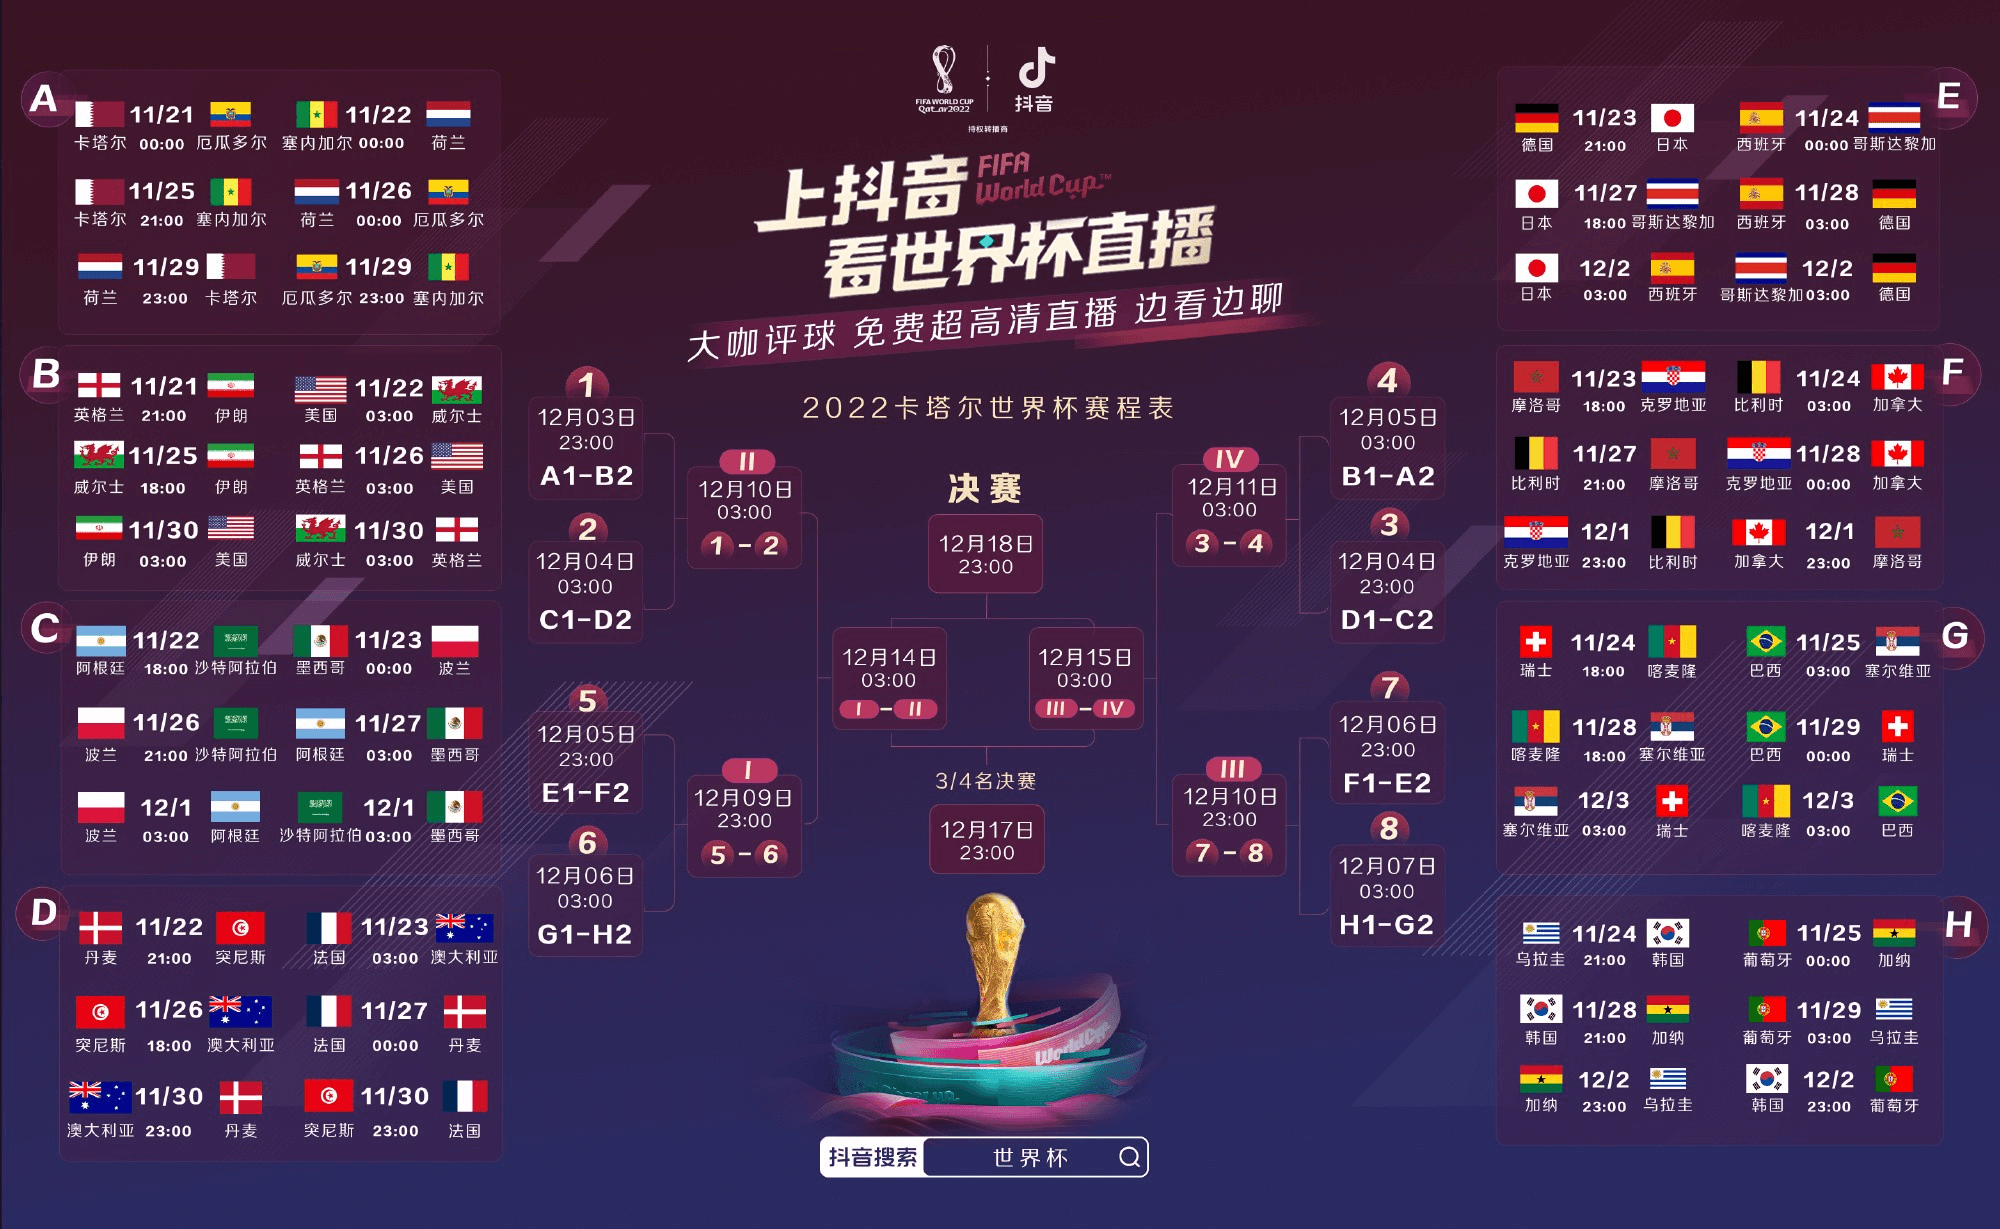 FIFA WORLD CUP
Qatar2022
抖音
持权转播商
上抖音 FIFA World Cup™
看世界杯直播
大咖评球 免费超高清直播 边看边聊
2022卡塔尔世界杯赛程表
A
11/21 11/22
卡塔尔 00:00 厄瓜多尔 塞内加尔 00:00 荷兰
11/25 11/26
卡塔尔 21:00 塞内加尔 荷兰 00:00 厄瓜多尔
11/29 11/29
荷兰 23:00 卡塔尔 厄瓜多尔 23:00 塞内加尔
B
11/21 11/22
英格兰 21:00 伊朗 美国 03:00 威尔士
11/25 11/26
威尔士 18:00 伊朗 英格兰 03:00 美国
11/30 11/30
伊朗 03:00 美国 威尔士 03:00 英格兰
C
11/22 11/23
阿根廷 18:00 沙特阿拉伯 墨西哥 00:00 波兰
11/26 11/27
波兰 21:00 沙特阿拉伯 阿根廷 03:00 墨西哥
12/1 12/1
波兰 03:00 阿根廷 沙特阿拉伯 03:00 墨西哥
D
11/22 11/23
丹麦 21:00 突尼斯 法国 03:00 澳大利亚
11/26 11/27
突尼斯 18:00 澳大利亚 法国 00:00 丹麦
11/30 11/30
澳大利亚 23:00 丹麦 突尼斯 23:00 法国
1
12月03日
23:00
A1-B2
2
12月04日
03:00
C1-D2
5
12月05日
23:00
E1-F2
6
12月06日
03:00
G1-H2
II
12月10日
03:00
1 - 2
I
12月09日
23:00
5 - 6
决赛
12月18日
23:00
12月14日
03:00
I - II
12月15日
03:00
III - IV
3/4名决赛
12月17日
23:00
IV
12月11日
03:00
3 - 4
III
12月10日
23:00
7 - 8
4
12月05日
03:00
B1-A2
3
12月04日
23:00
D1-C2
7
12月06日
23:00
F1-E2
8
12月07日
03:00
H1-G2
E
11/23 11/24
德国 21:00 日本 西班牙 00:00 哥斯达黎加
11/27 11/28
日本 18:00 哥斯达黎加 西班牙 03:00 德国
12/2 12/2
日本 03:00 西班牙 哥斯达黎加 03:00 德国
F
11/23 11/24
摩洛哥 18:00 克罗地亚 比利时 03:00 加拿大
11/27 11/28
比利时 21:00 摩洛哥 克罗地亚 00:00 加拿大
12/1 12/1
克罗地亚 23:00 比利时 加拿大 23:00 摩洛哥
G
11/24 11/25
瑞士 18:00 喀麦隆 巴西 03:00 塞尔维亚
11/28 11/29
喀麦隆 18:00 塞尔维亚 巴西 00:00 瑞士
12/3 12/3
塞尔维亚 03:00 瑞士 喀麦隆 03:00 巴西
H
11/24 11/25
乌拉圭 21:00 韩国 葡萄牙 00:00 加纳
11/28 11/29
韩国 21:00 加纳 葡萄牙 03:00 乌拉圭
12/2 12/2
加纳 23:00 乌拉圭 韩国 23:00 葡萄牙
World Cup
抖音搜索 世界杯